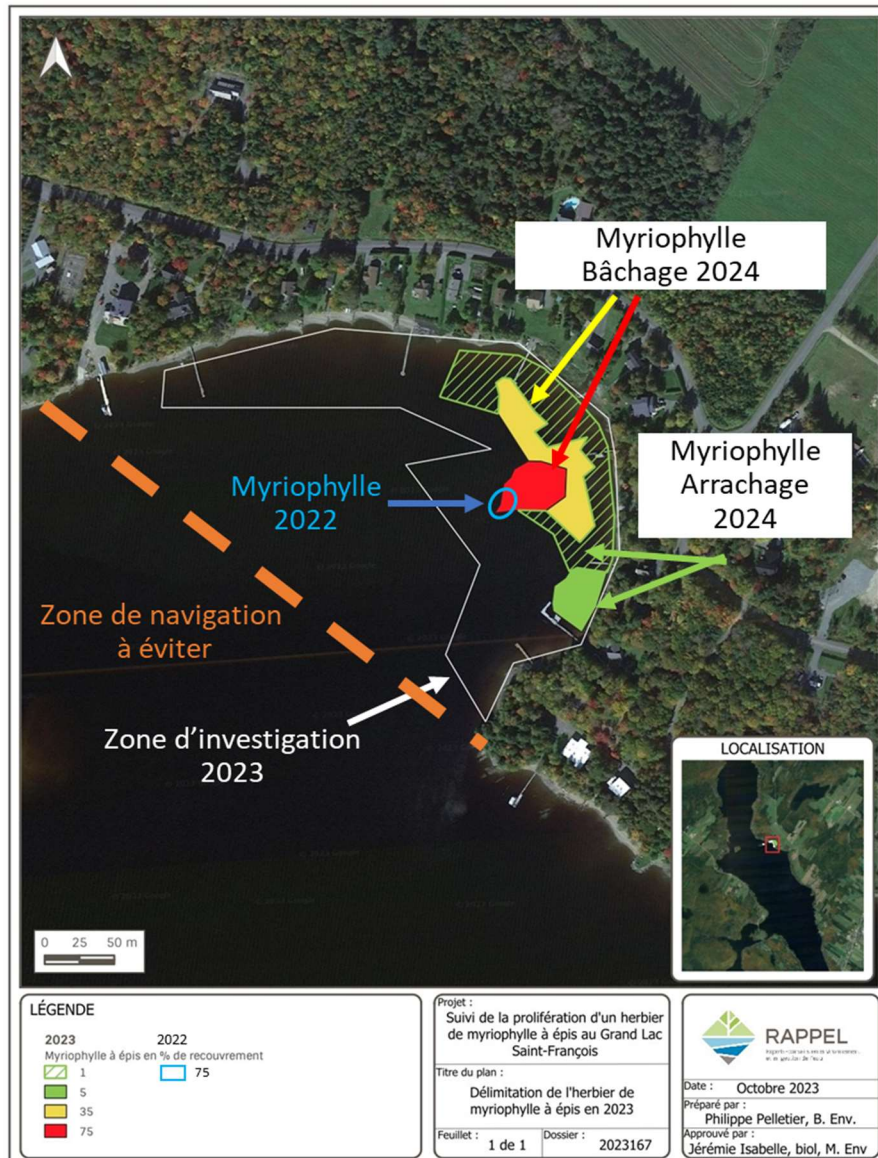 Myriophylle
Bâchage 2024
Myriophylle
Arrachage
2024
Myriophylle
2022
Zone de navigation
à éviter
Zone d’investigation
2023
LOCALISATION
0 25 50 m
LÉGENDE
2023 2022
Myriophylle à épis en % de recouvrement
1 75
5
35
75
Projet :
Suivi de la prolifération d'un herbier
de myriophylle à épis au Grand Lac
Saint-François
Titre du plan :
Délimitation de l'herbier de
myriophylle à épis en 2023
Feuillet : 1 de 1 Dossier : 2023167
RAPPEL
Date : Octobre 2023
Préparé par :
Philippe Pelletier, B. Env.
Approuvé par :
Jérémie Isabelle, biol, M. Env